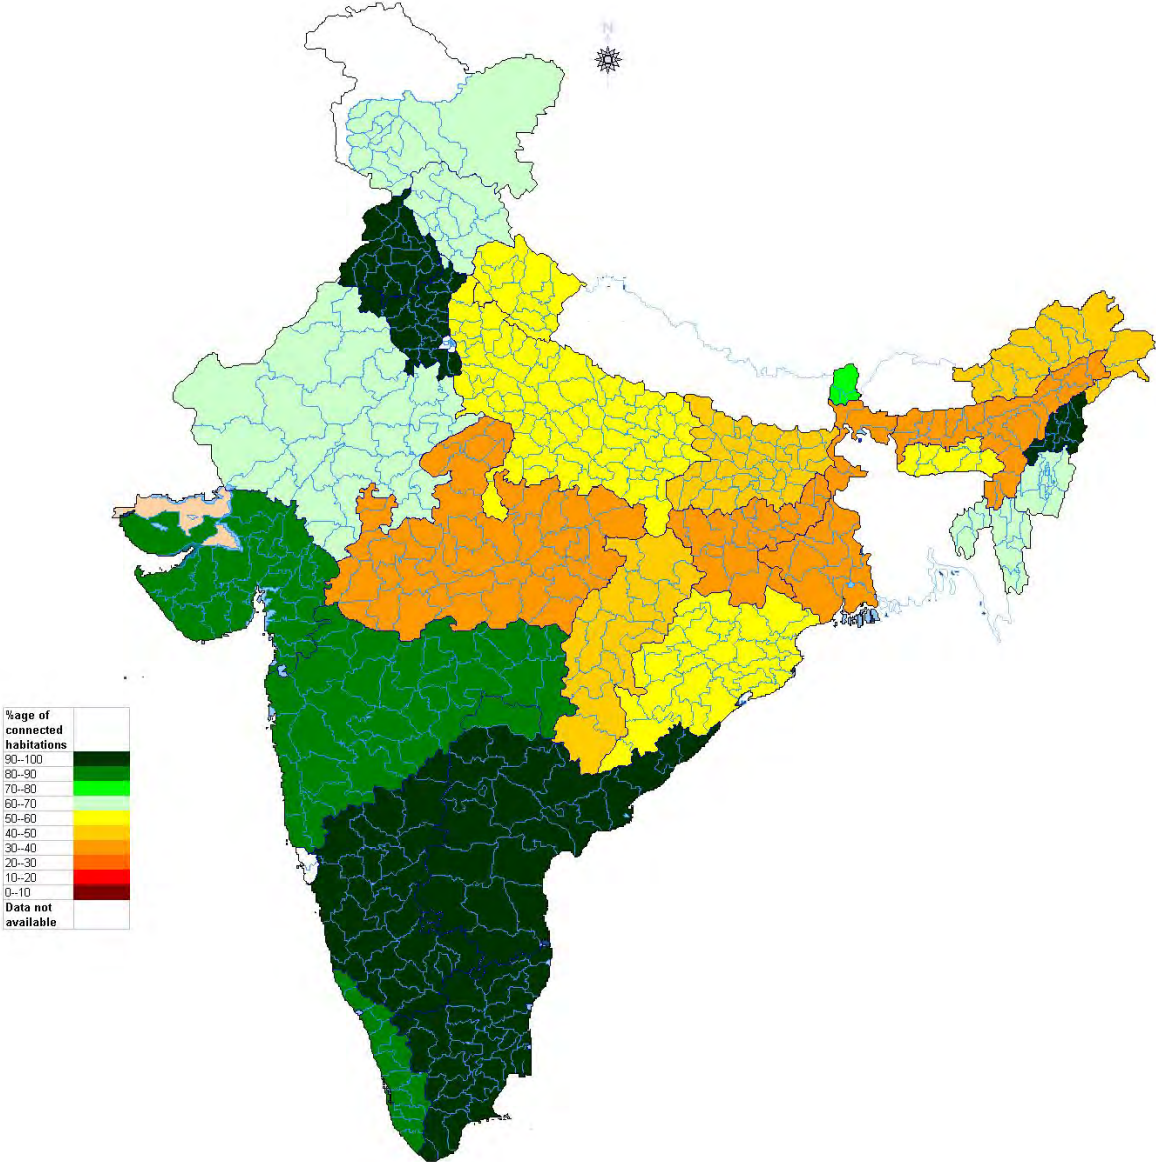 N
%age of
connected
habitations
90--100
80--90
70--80
60--70
50--60
40--50
30--40
20--30
10--20
0--10
Data not
available